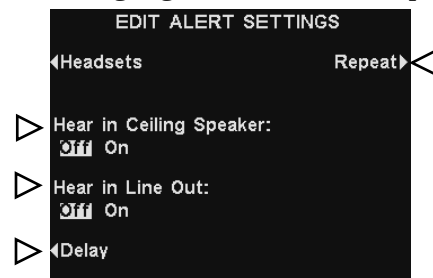 EDIT ALERT SETTINGS
Headsets Repeat
Hear in Ceiling Speaker:
Off On
Hear in Line Out:
Off On
Delay